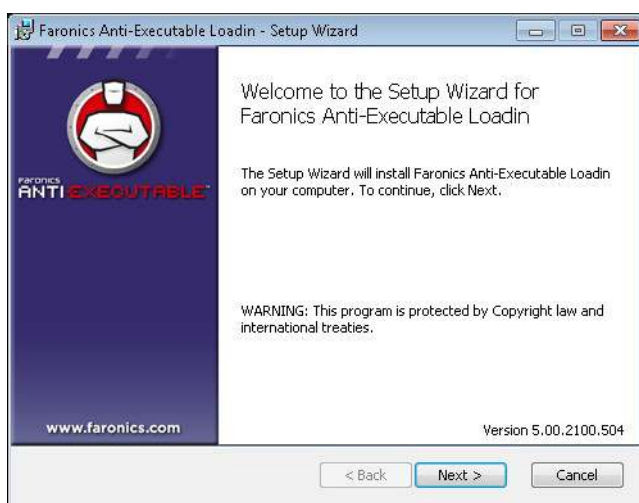 Faronics Anti-Executable Loadin - Setup Wizard
Welcome to the Setup Wizard for
Faronics Anti-Executable Loadin
The Setup Wizard will install Faronics Anti-Executable Loadin
on your computer. To continue, click Next.
FARONICS
ANTI-EXECUTABLE™
WARNING: This program is protected by Copyright law and
international treaties.
www.faronics.com
Version 5.00.2100.504
< Back
Next >
Cancel